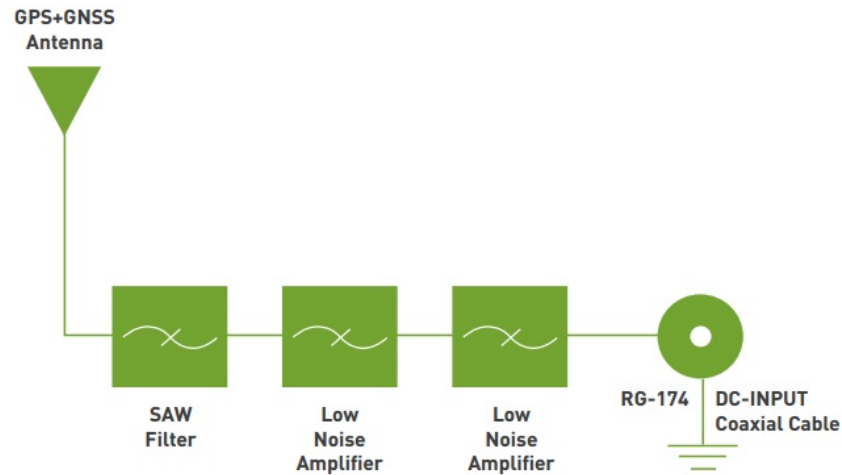 GPS+GNSS
Antenna
SAW
Filter
Low
Noise
Amplifier
Low
Noise
Amplifier
RG-174
DC-INPUT
Coaxial Cable